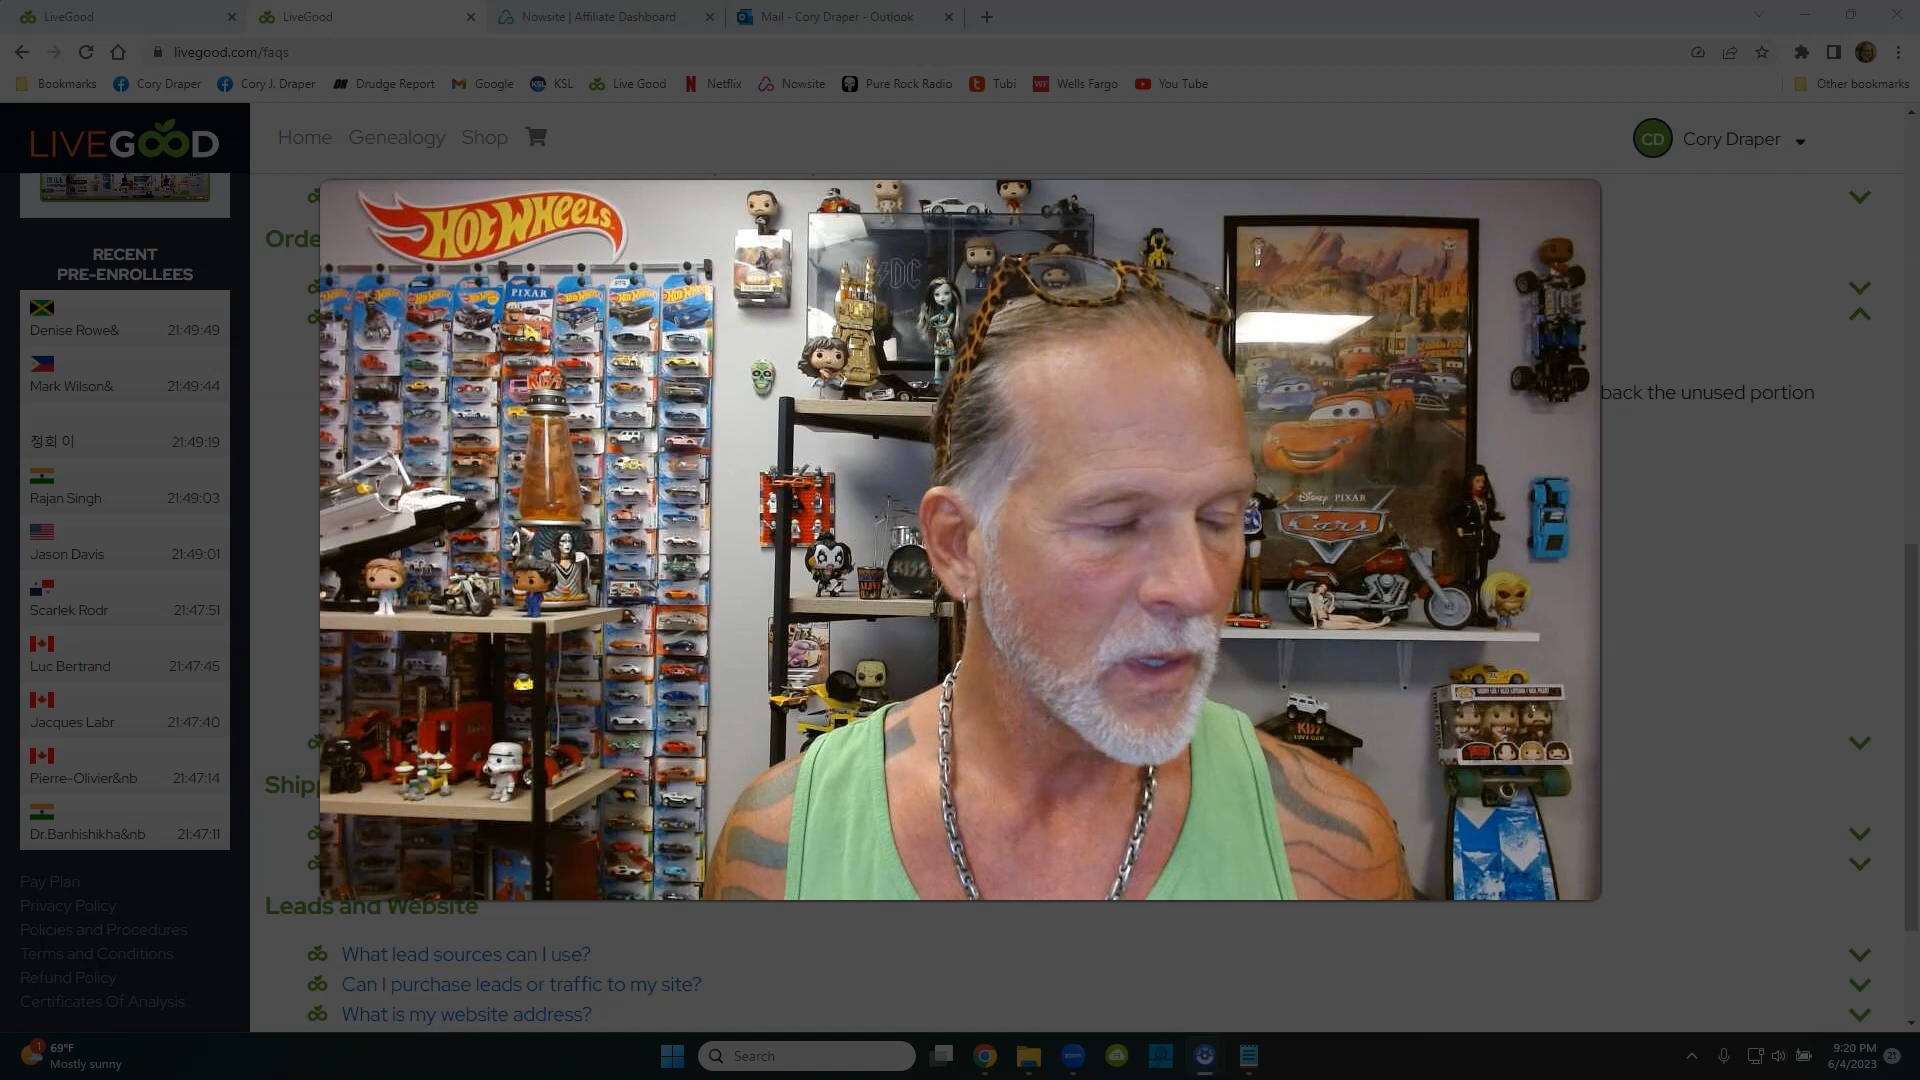 LiveGood
LiveGood
Nowsite | Affiliate Dashboard
Mail - Cory Draper - Outlook
livegood.com/faqs
Bookmarks
Cory Draper
Cory J. Draper
Drudge Report
Google
KSL
Live Good
Netflix
Nowsite
Pure Rock Radio
Tubi
Wells Fargo
You Tube
Other bookmarks
LIVEGOOD
Home
Genealogy
Shop
CD
Cory Draper
RECENT
PRE-ENROLLEES
Denise Rowe& 21:49:49
Mark Wilson& 21:49:44
정희 이 21:49:19
Rajan Singh 21:49:03
Jason Davis 21:49:01
Scarlek Rodr 21:47:51
Luc Bertrand 21:47:45
Jacques Labr 21:47:40
Pierre-Olivier&nb 21:47:14
Dr.Banhishikha&nb 21:47:11
Pay Plan
Privacy Policy
Policies and Procedures
Terms and Conditions
Refund Policy
Certificates Of Analysis
Orde
back the unused portion
Shipp
Leads and Website
What lead sources can I use?
Can I purchase leads or traffic to my site?
What is my website address?
HOT WHEELS
PIXAR
KISS
DC
KISS
DISNEY PIXAR
Cars
KISS
69°F
Mostly sunny
Search
9:20 PM
6/4/2023
21